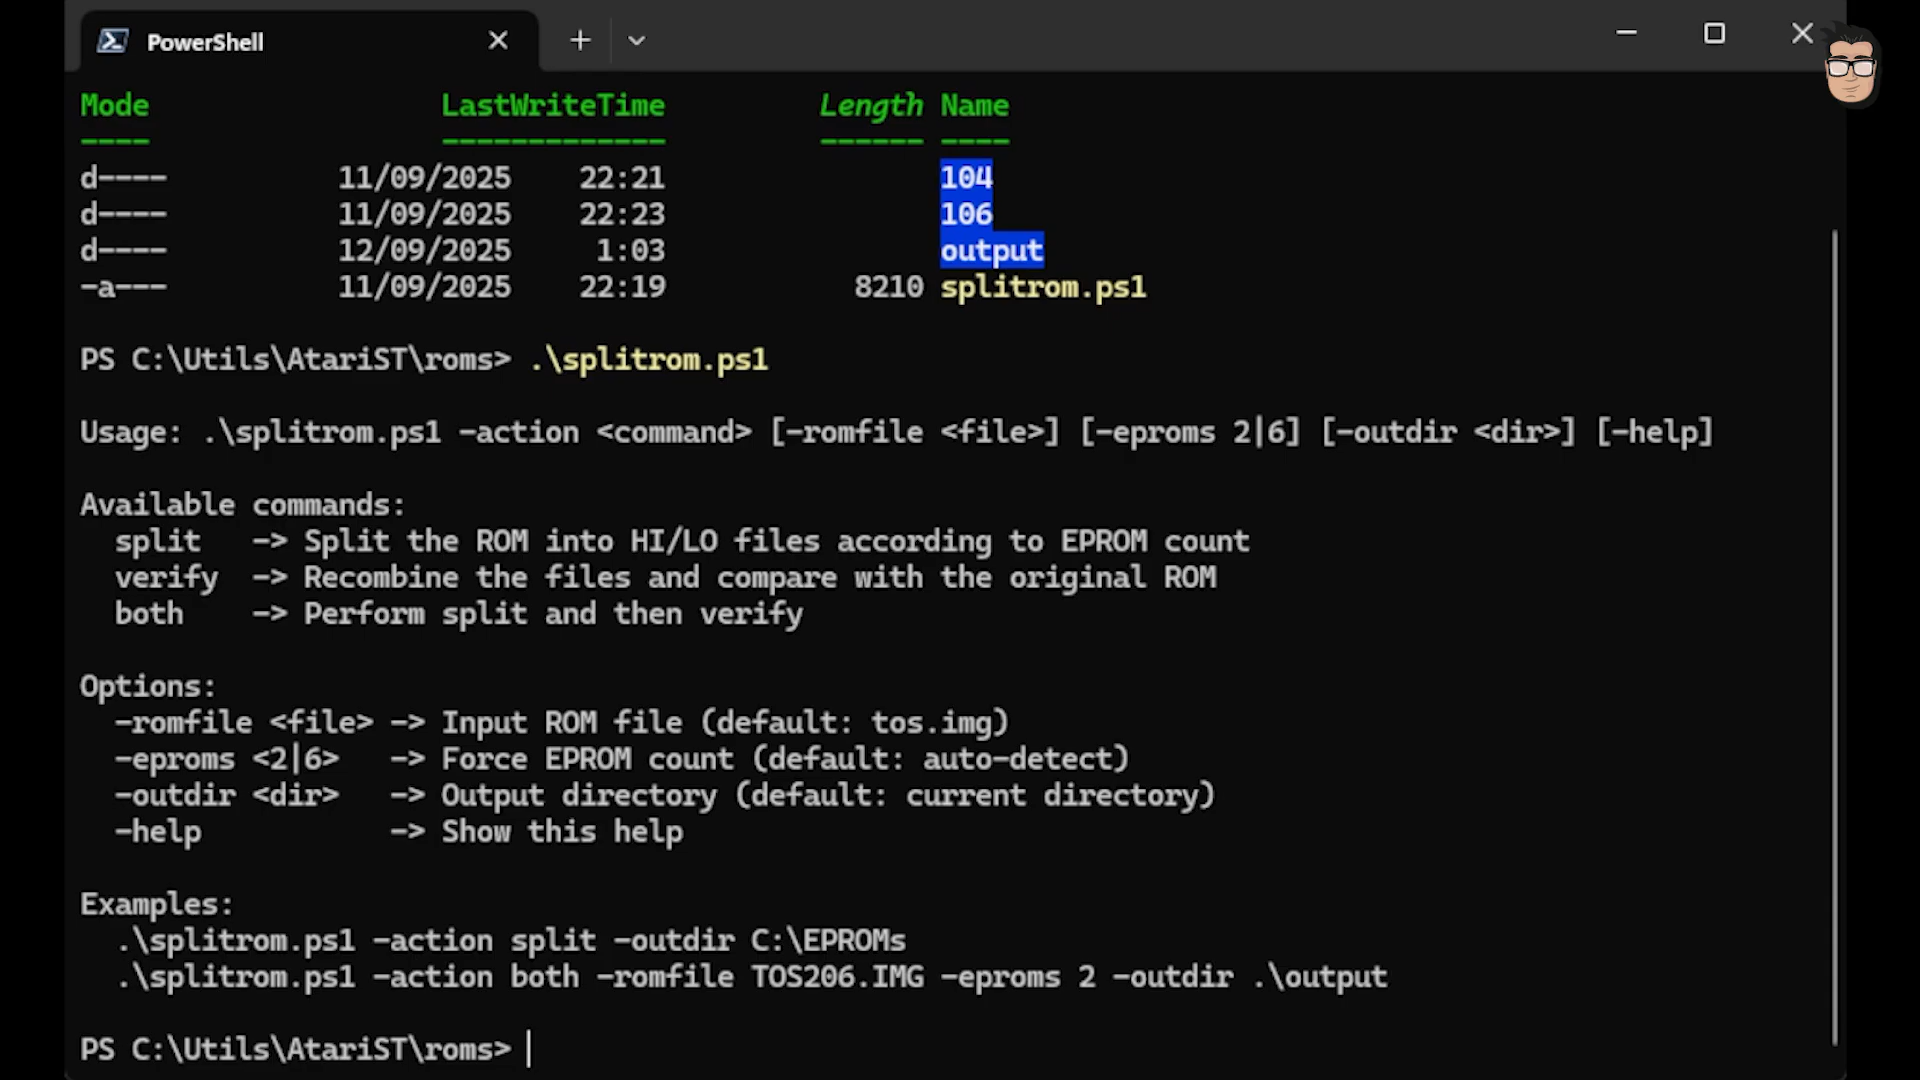 PowerShell
Mode LastWriteTime Length Name
---- ------------- ------ ----
d---- 11/09/2025 22:21 104
d---- 11/09/2025 22:23 106
d---- 12/09/2025 1:03 output
-a--- 11/09/2025 22:19 8210 splitrom.ps1
PS C:\Utils\AtariST\roms> .\splitrom.ps1
Usage: .\splitrom.ps1 -action <command> [-romfile <file>] [-eproms 2|6] [-outdir <dir>] [-help]
Available commands:
split -> Split the ROM into HI/LO files according to EPROM count
verify -> Recombine the files and compare with the original ROM
both -> Perform split and then verify
Options:
-romfile <file> -> Input ROM file (default: tos.img)
-eproms <2|6> -> Force EPROM count (default: auto-detect)
-outdir <dir> -> Output directory (default: current directory)
-help -> Show this help
Examples:
.\splitrom.ps1 -action split -outdir C:\EPROMs
.\splitrom.ps1 -action both -romfile TOS206.IMG -eproms 2 -outdir .\output
PS C:\Utils\AtariST\roms>